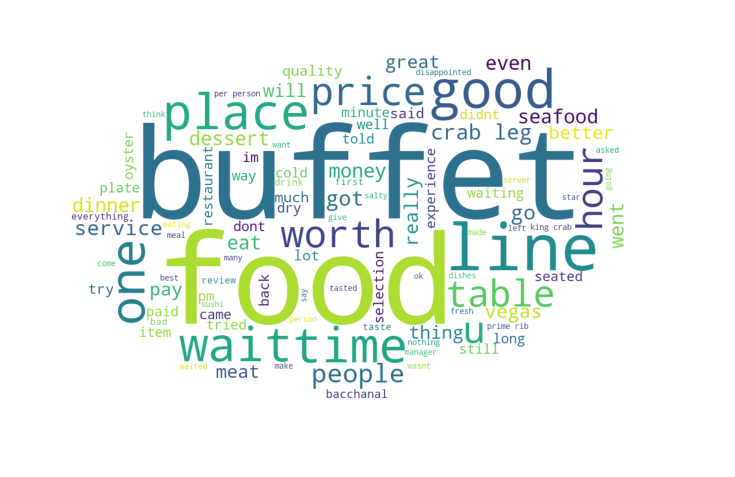 great
even
quality
disappointed
per person
will
price
good
think
place
minute
said
didnt
seafood
well
crab leg
better
oyster
dessert
told
want
restaurant
im
buffet
hour
asked
way
cold
money
experience
going
plate
drink
first
really
waiting
server
dinner
much
got
salty
star
everything
dry
give
go
left
king crab
went
service
eating
dont
worth
line
made
meal
one
eat
lot
food
come
many
back
selection
ok
dishes
seated
try
best
review
say
tasted
table
pay
pm
sushi
fresh
vegas
paid
came
person
bad
tried
taste
thing
u
prime rib
item
wait
time
nothing
long
manager
still
waited
meat
make
people
wasnt
bacchanal